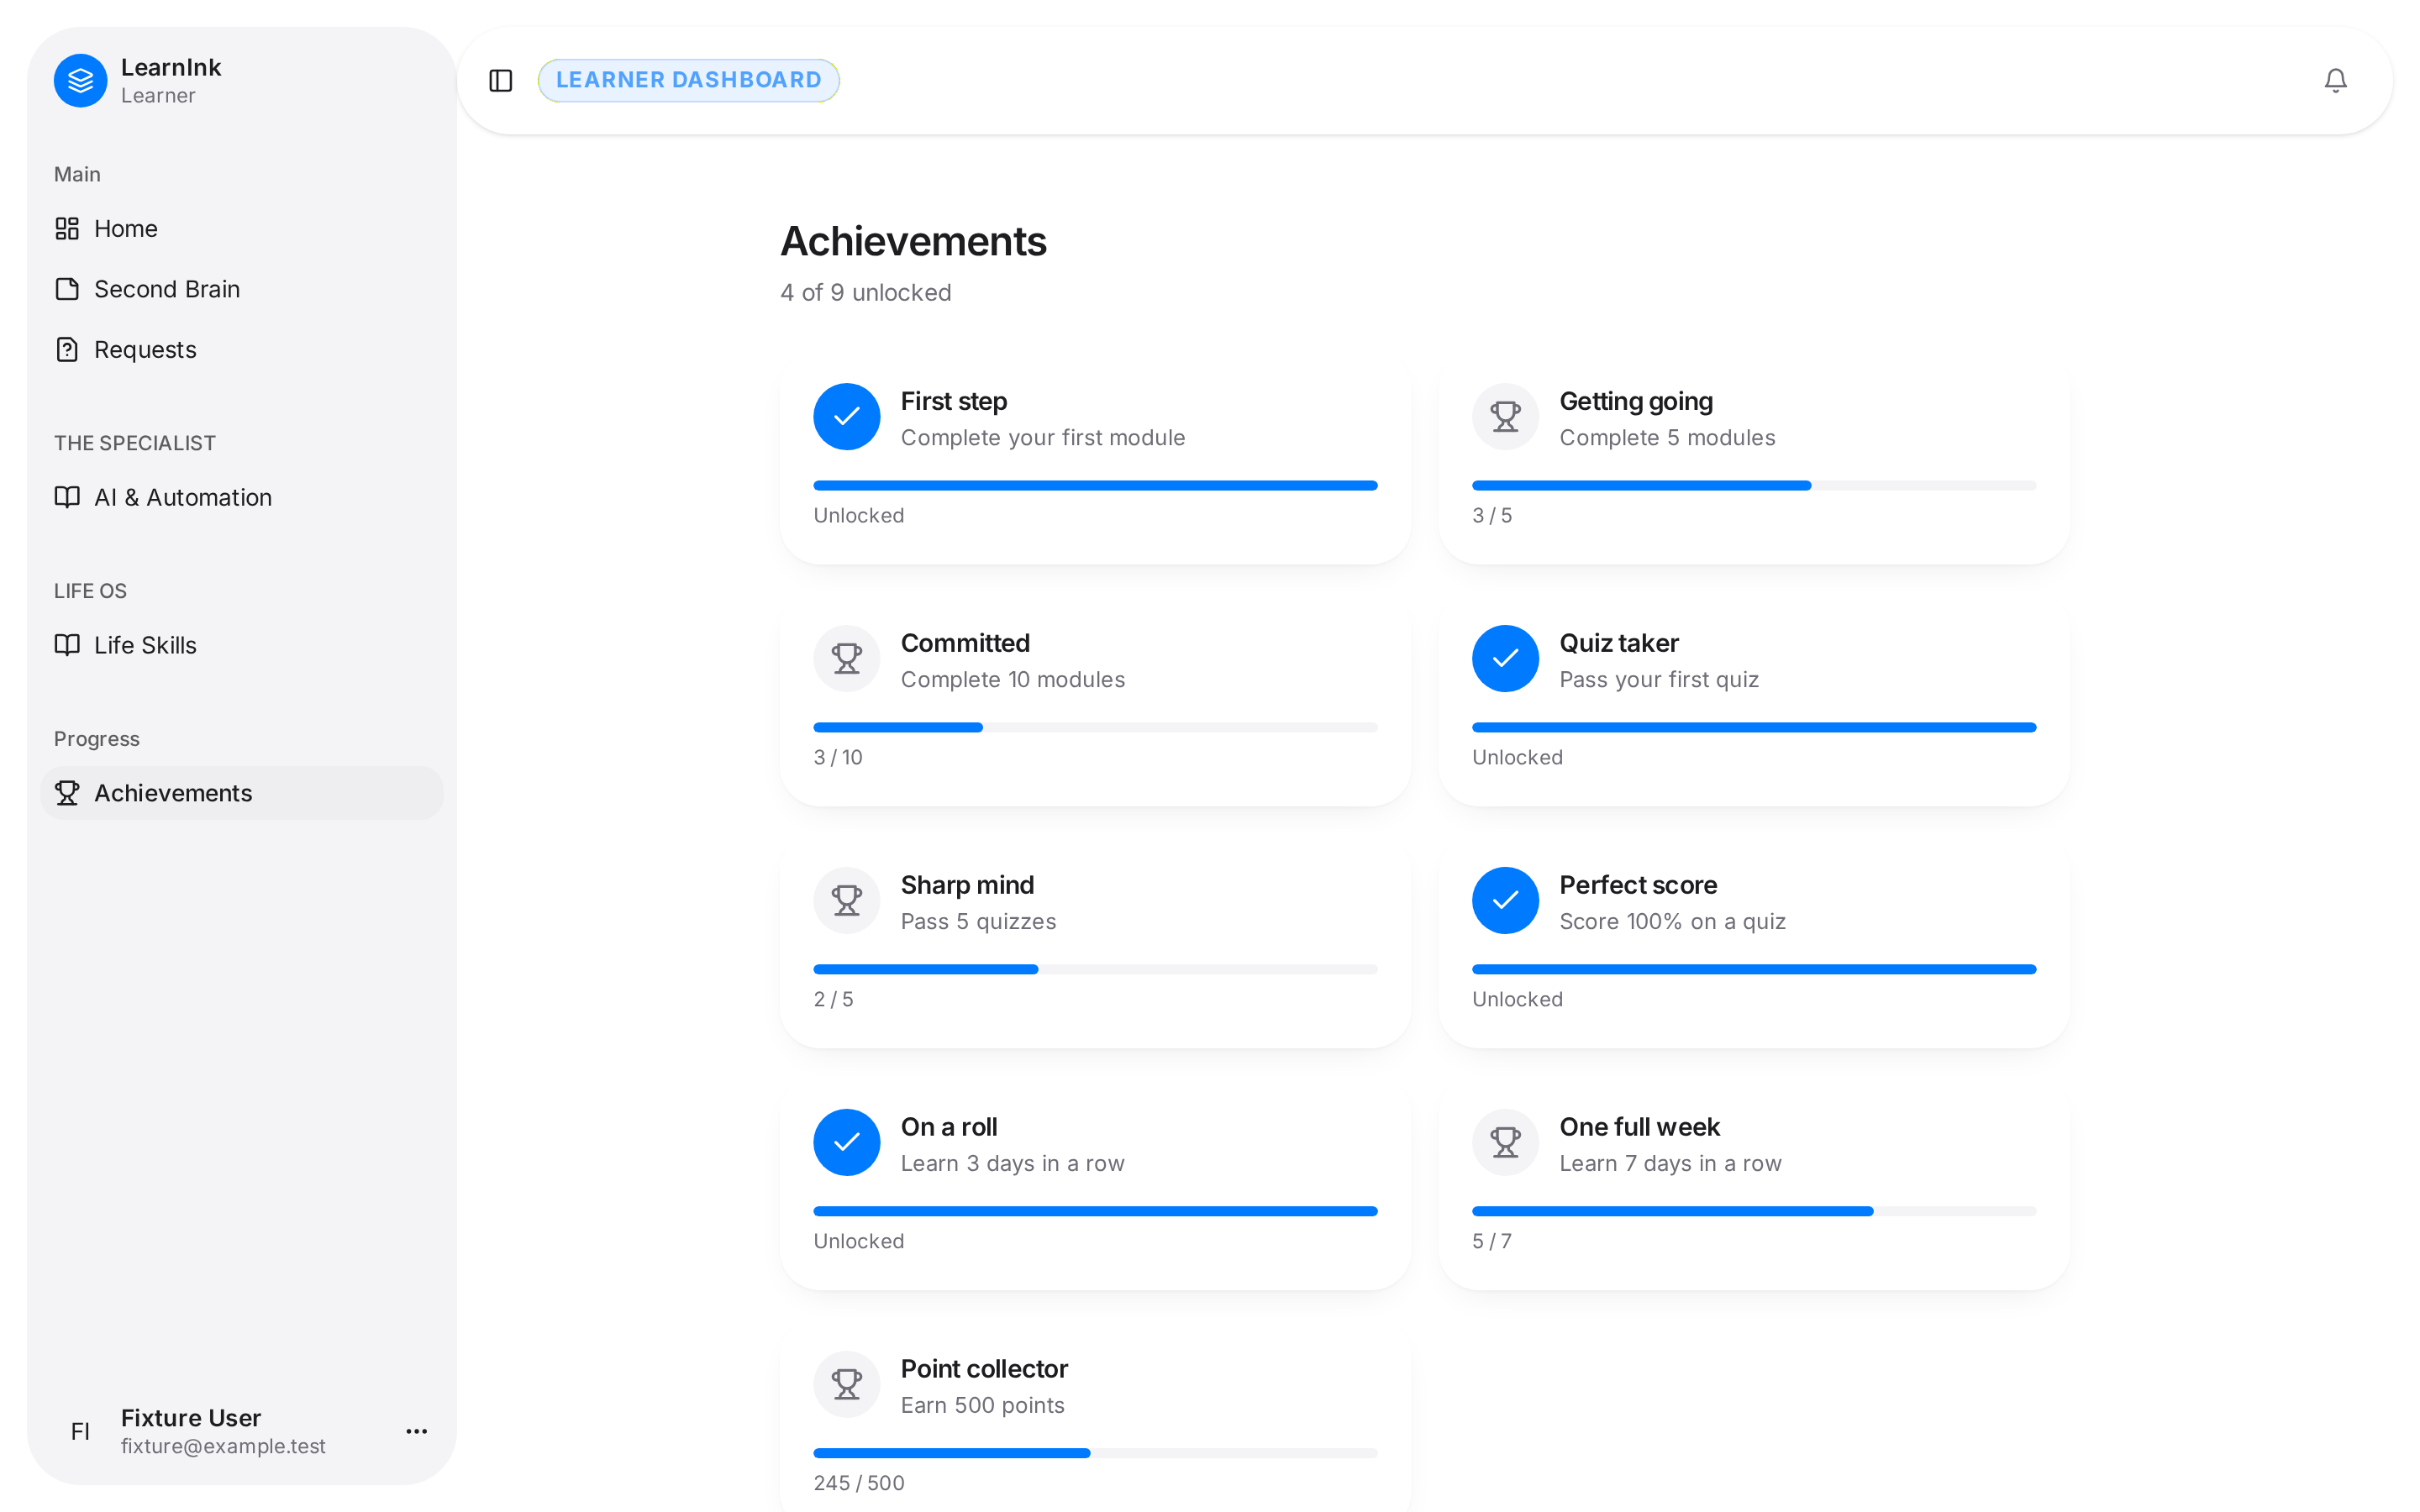 LearnInk
Learner
Main
Home
Second Brain
Requests
THE SPECIALIST
AI & Automation
LIFE OS
Life Skills
Progress
Achievements
FI
Fixture User
fixture@example.test
LEARNER DASHBOARD
Achievements
4 of 9 unlocked
First step
Complete your first module
Unlocked
Getting going
Complete 5 modules
3 / 5
Committed
Complete 10 modules
3 / 10
Quiz taker
Pass your first quiz
Unlocked
Sharp mind
Pass 5 quizzes
2 / 5
Perfect score
Score 100% on a quiz
Unlocked
On a roll
Learn 3 days in a row
Unlocked
One full week
Learn 7 days in a row
5 / 7
Point collector
Earn 500 points
245 / 500